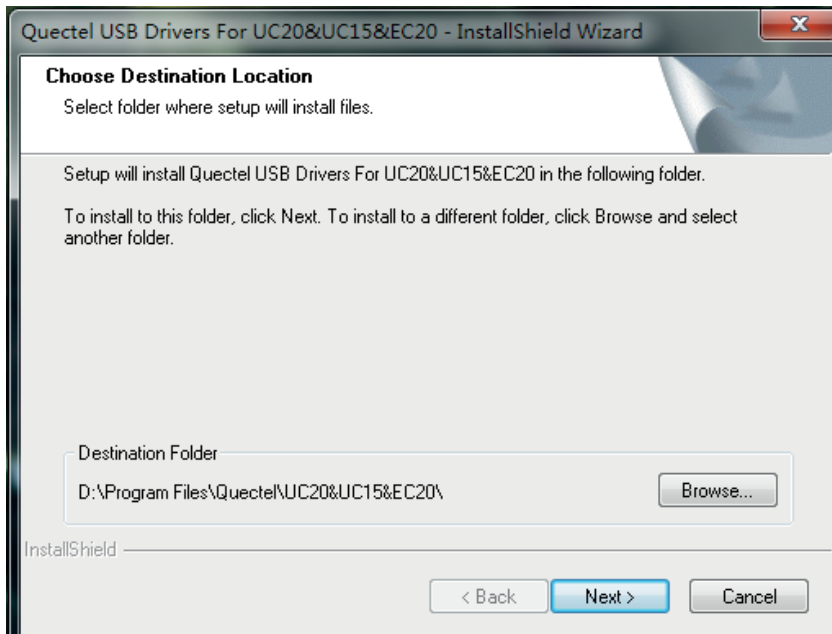 Quectel USB Drivers For UC20&UC15&EC20 - InstallShield Wizard
Choose Destination Location
Select folder where setup will install files.
Setup will install Quectel USB Drivers For UC20&UC15&EC20 in the following folder.
To install to this folder, click Next. To install to a different folder, click Browse and select
another folder.
Destination Folder
D:\Program Files\Quectel\UC20&UC15&EC20\
Browse...
InstallShield
< Back
Next >
Cancel